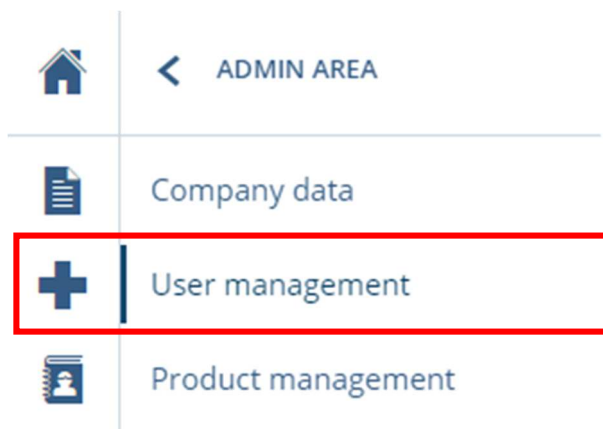 ADMIN AREA
Company data
User management
Product management